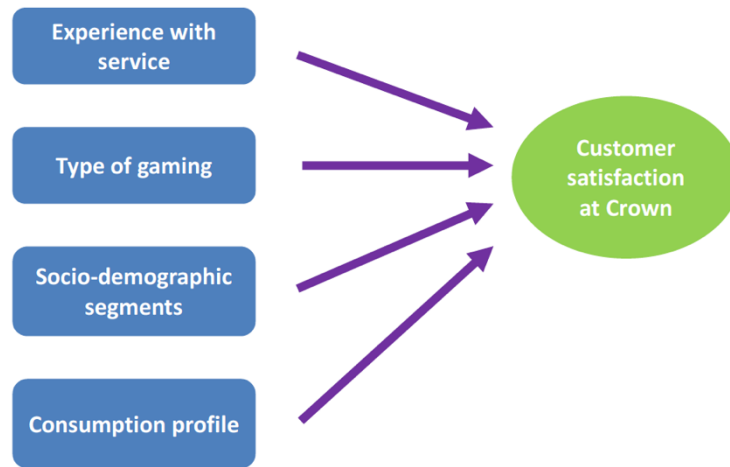 Experience with
service
Type of gaming
Socio-demographic
segments
Consumption profile
Customer
satisfaction
at Crown